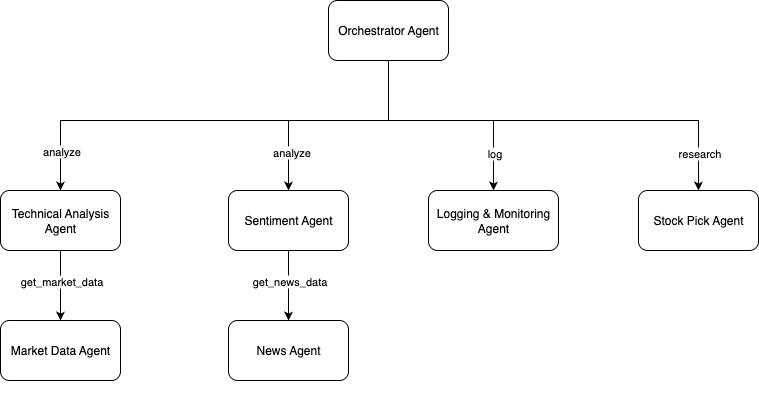 Orchestrator Agent
analyze
analyze
log
research
Technical Analysis
Agent
Sentiment Agent
Logging & Monitoring
Agent
Stock Pick Agent
get_market_data
get_news_data
Market Data Agent
News Agent